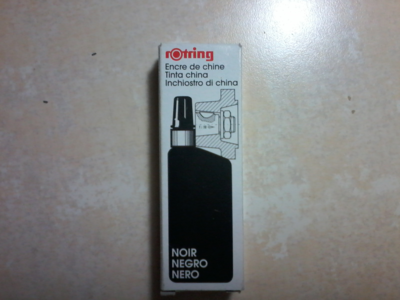 rotring
Encre de chine
Tinta china
Inchiostro di china
NOIR
NEGRO
NERO